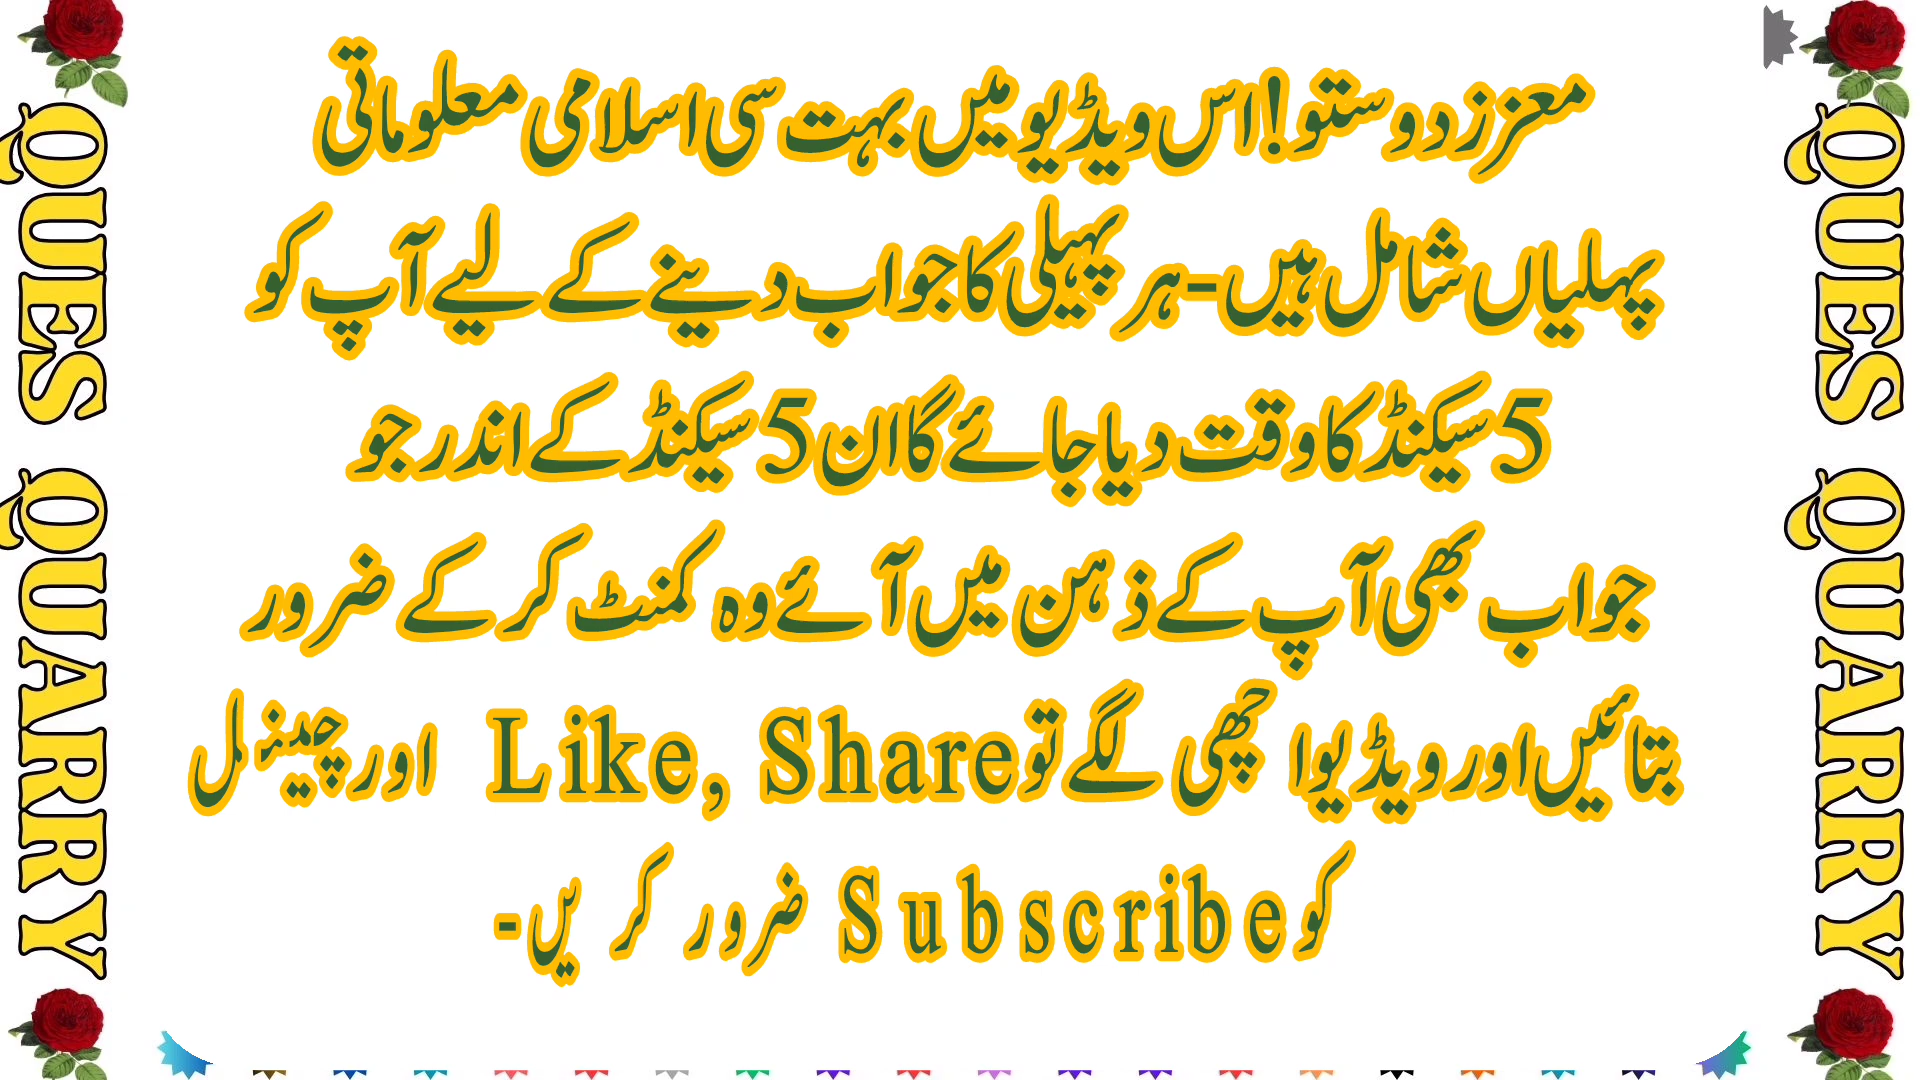 معزز دوستو! اس ویڈیو میں بہت سی اسلامی معلوماتی
پہلیاں شامل ہیں- ہر پہیلی کا جواب دینے کے لیے آپ کو
5 سیکنڈ کا وقت دیا جائے گا ان 5 سیکنڈ کے اندر جو
جواب بھی آپ کے ذہن میں آئے وہ کمنٹ کر کے ضرور
بتائیں اور ویڈیو اچھی لگے تو Like, Share اور چینل
کو Subscribe ضرور کریں-
QUES QUARRY
QUES QUARRY